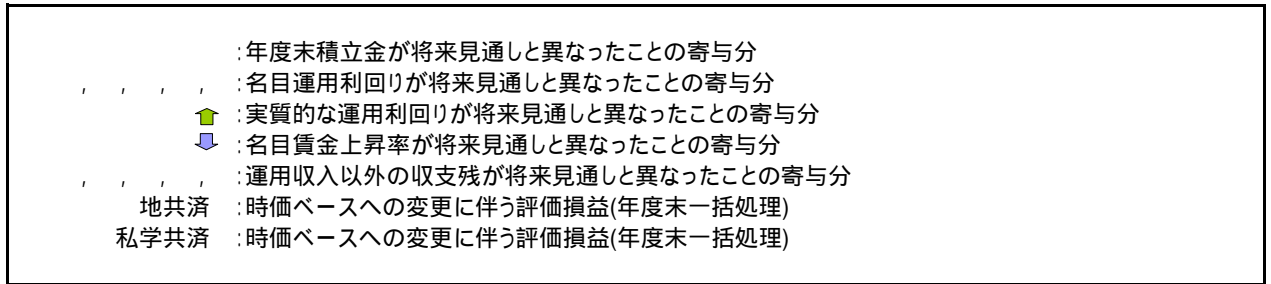 :年度末積立金が将来見通しと異なったことの寄与分
, , , , :名目運用利回りが将来見通しと異なったことの寄与分
:実質的な運用利回りが将来見通しと異なったことの寄与分
:名目賃金上昇率が将来見通しと異なったことの寄与分
, , , , :運用収入以外の収支残が将来見通しと異なったことの寄与分
地共済 :時価ベースへの変更に伴う評価損益(年度末一括処理)
私学共済 :時価ベースへの変更に伴う評価損益(年度末一括処理)